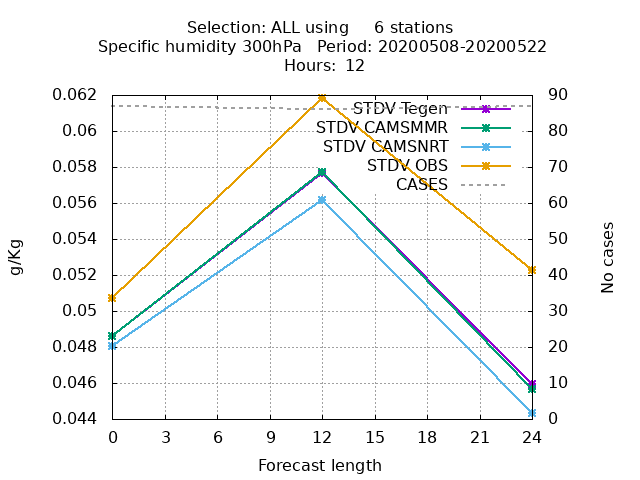 Selection: ALL using     6 stations
Specific humidity 300hPa   Period: 20200508-20200522
Hours: 12
0.062
0.06
0.058
0.056
0.054
0.052
0.05
0.048
0.046
0.044
g/Kg
STDV Tegen
STDV CAMSMMR
STDV CAMSNRT
STDV OBS
CASES
90
80
70
60
50
40
30
20
10
0
No cases
0 3 6 9 12 15 18 21 24
Forecast length